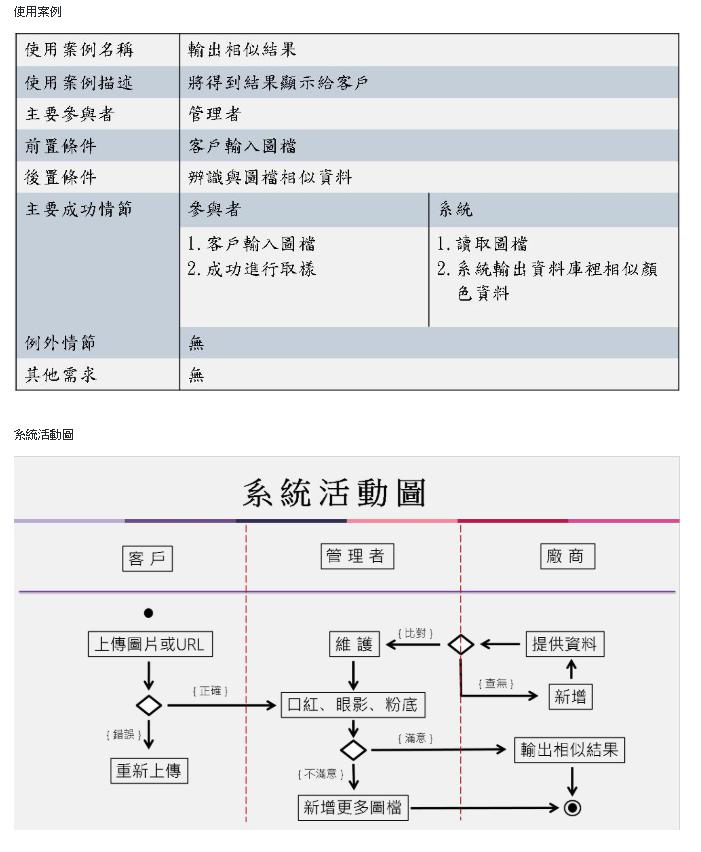 使用案例
使用案例名稱 輸出相似結果
使用案例描述 將得到結果顯示給客戶
主要參與者 管理者
前置條件 客戶輸入圖檔
後置條件 辨識與圖檔相似資料
主要成功情節 參與者 系統
1. 客戶輸入圖檔 1. 讀取圖檔
2. 成功進行取樣 2. 系統輸出資料庫裡相似顏
色資料
例外情節 無
其他需求 無
系統活動圖
系統活動圖
客戶 管理者 廠商
上傳圖片或URL 維護 {比對} 提供資料
{正確} 口紅、眼影、粉底 {查無} 新增
{錯誤} {滿意} 輸出相似結果
重新上傳 {不滿意}
新增更多圖檔